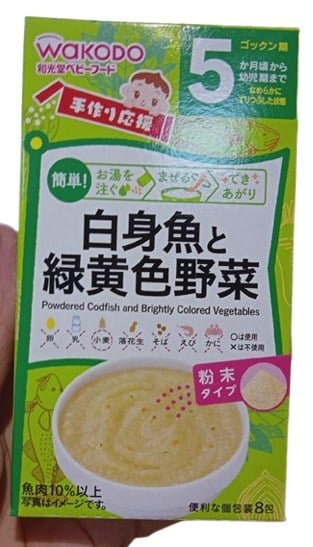 WAKODO
和光堂ベビーフード
手作り応援
5
ゴックン期
か月頃から
幼児期まで
なめらかに
すりつぶした状態
簡単!
お湯を
注ぐ
まぜる
でき
あがり
白身魚と
緑黄色野菜
Powdered Codfish and Brightly Colored Vegetables
卵 乳 小麦 落花生 そば えび かに
○は使用
×は不使用
粉末
タイプ
魚肉10%以上
写真はイメージです。
便利な個包装8包